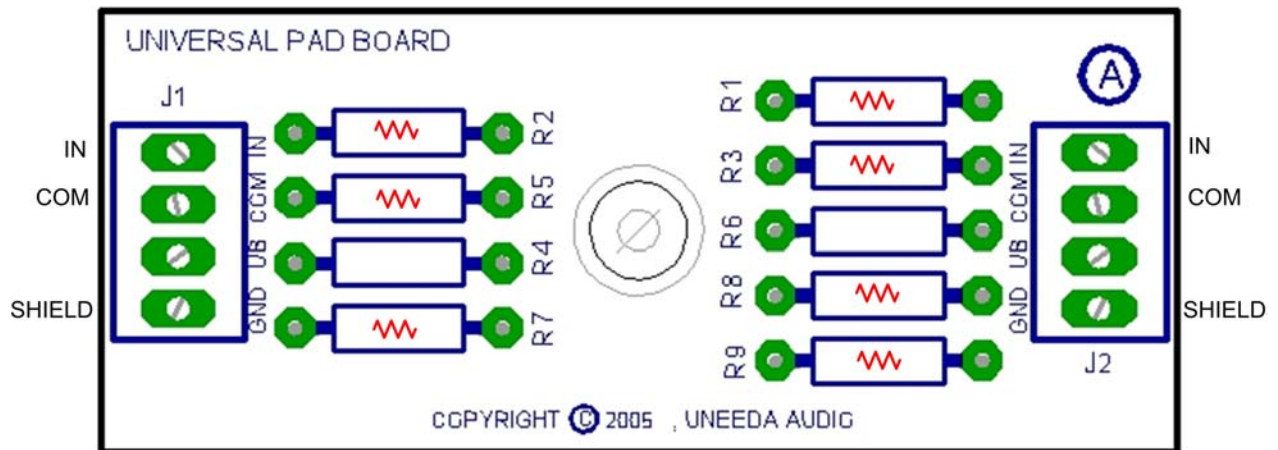 UNIVERSAL PAD BOARD
A
J1
IN
COM
SHIELD
IN
COM
UB
GND
R2
R5
R4
R7
R1
R3
R6
R8
R9
IN
COM
UB
GND
IN
COM
SHIELD
J2
COPYRIGHT © 2005 , UNEEDA AUDIO